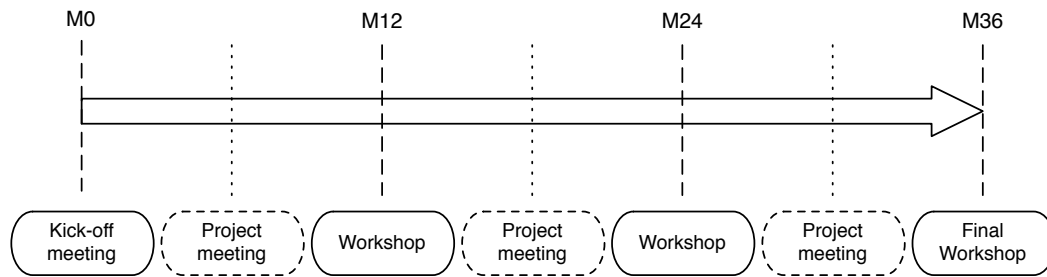 M0
M12
M24
M36
Kick-off
meeting
Project
meeting
Workshop
Project
meeting
Workshop
Project
meeting
Final
Workshop